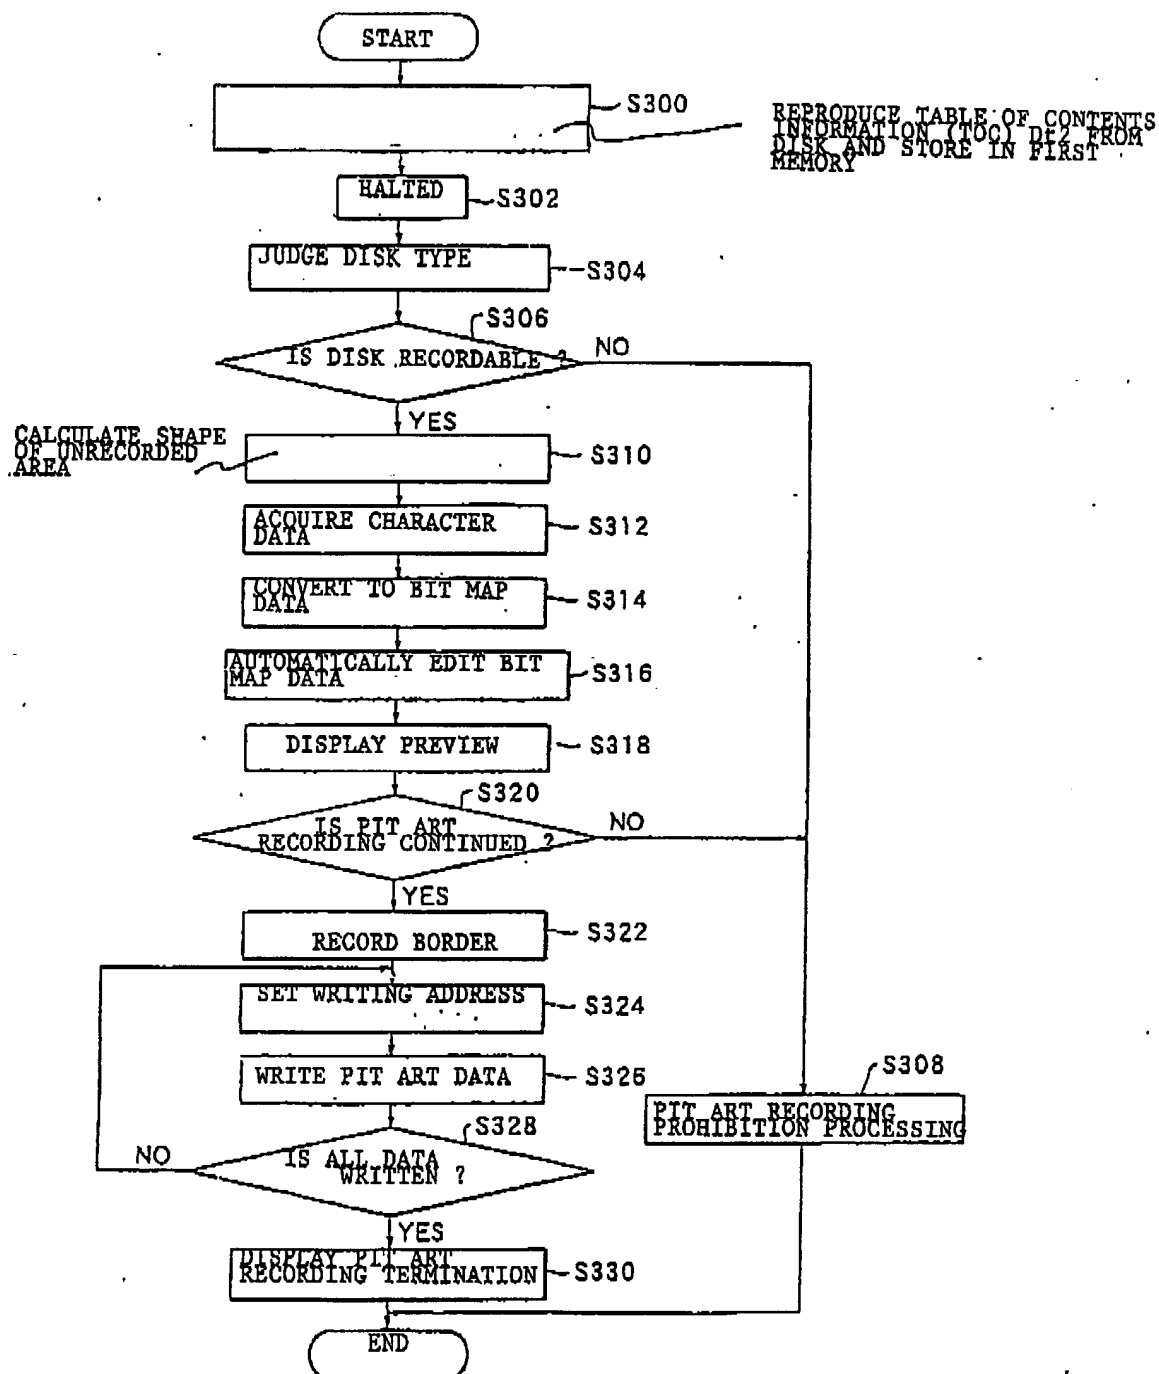 START
S300
REPRODUCE TABLE OF CONTENTS
INFORMATION (TOC) Dt2 FROM
DISK AND STORE IN FIRST
MEMORY
HALTED
S302
JUDGE DISK TYPE
S304
S306
IS DISK RECORDABLE ?
NO
YES
CALCULATE SHAPE
OF UNRECORDED
AREA
S310
ACQUIRE CHARACTER
DATA
S312
CONVERT TO BIT MAP
DATA
S314
AUTOMATICALLY EDIT BIT
MAP DATA
S316
DISPLAY PREVIEW
S318
S320
IS PIT ART
RECORDING CONTINUED ?
NO
YES
RECORD BORDER
S322
SET WRITING ADDRESS
S324
WRITE PIT ART DATA
S326
S308
PIT ART RECORDING
PROHIBITION PROCESSING
S328
IS ALL DATA
WRITTEN ?
NO
YES
DISPLAY PIT ART
RECORDING TERMINATION
S330
END